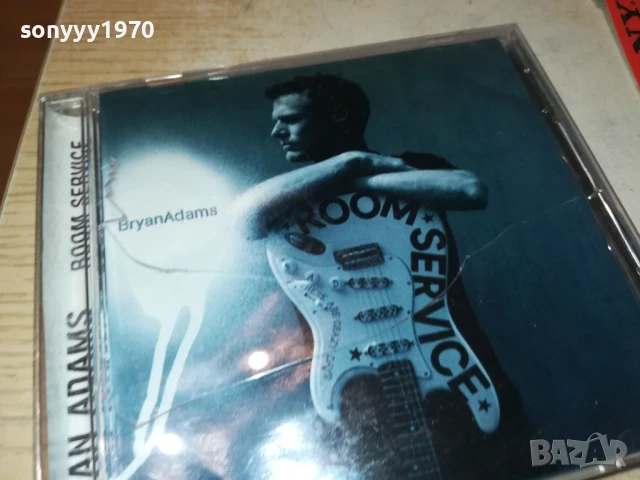 sonyyy1970
BryanAdams
ROOM★SERVICE★
AN ADAMS ROOM SERVICE
BAZAR